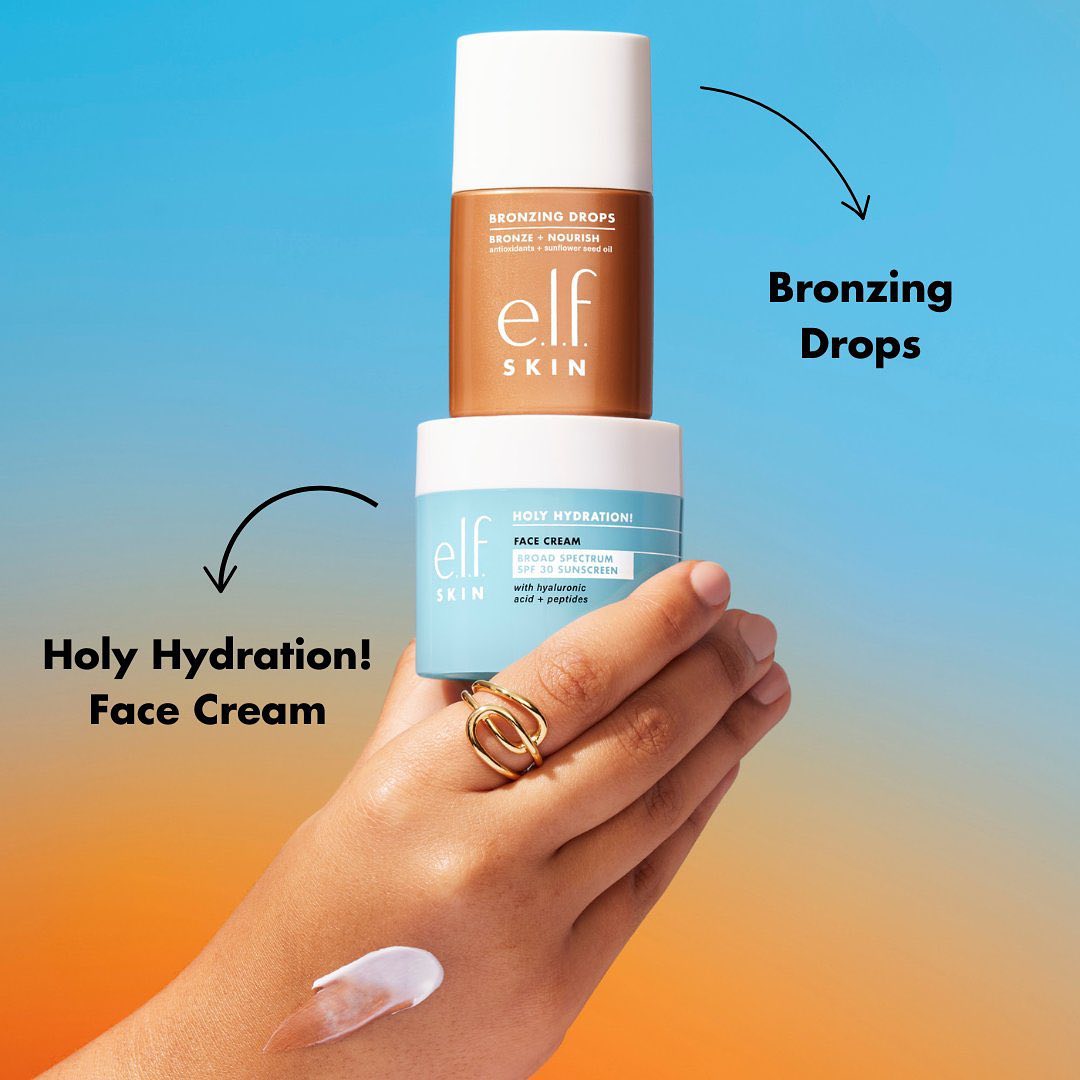 BRONZING DROPS
BRONZE + NOURISH
antioxidants + sunflower seed oil
e.l.f.
SKIN
Bronzing
Drops
e.l.f.
SKIN
HOLY HYDRATION!
FACE CREAM
BROAD SPECTRUM
SPF 30 SUNSCREEN
with hyaluronic
acid + peptides
Holy Hydration!
Face Cream